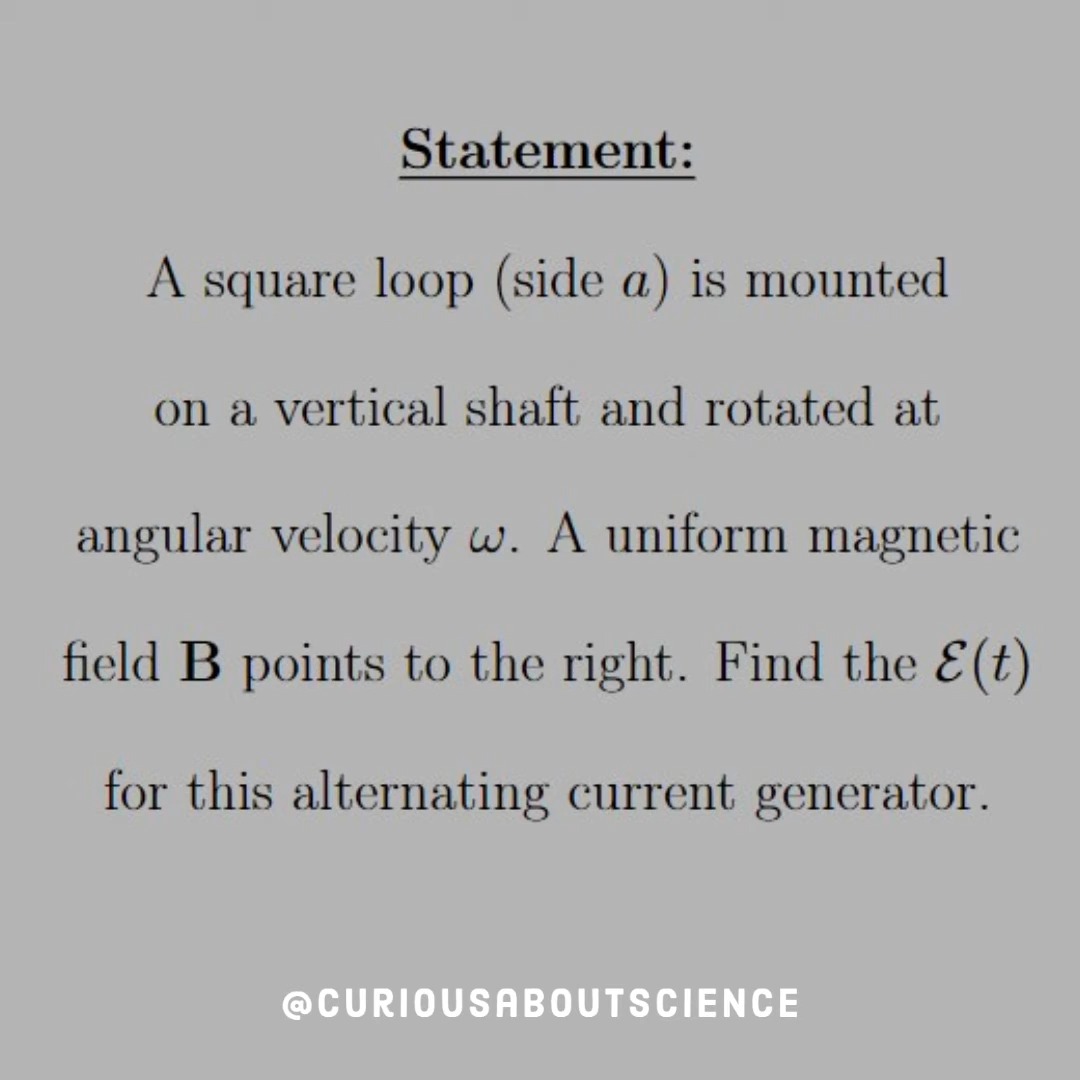 Statement:
A square loop (side a) is mounted
on a vertical shaft and rotated at
angular velocity ω. A uniform magnetic
field B points to the right. Find the ℰ(t)
for this alternating current generator.
@CURIOUSABOUTSCIENCE